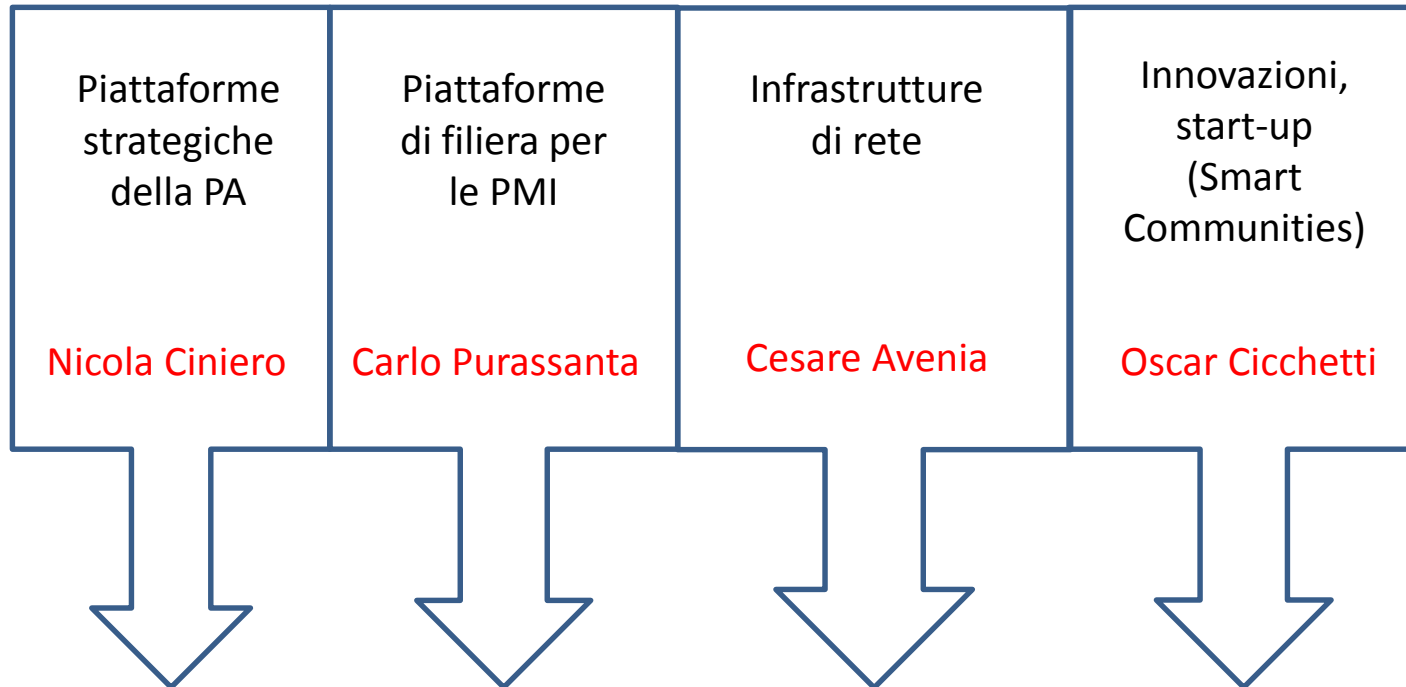 Piattaforme
strategiche
della PA
Nicola Ciniero
Piattaforme
di filiera per
le PMI
Carlo Purassanta
Infrastrutture
di rete
Cesare Avenia
Innovazioni,
start-up
(Smart
Communities)
Oscar Cicchetti